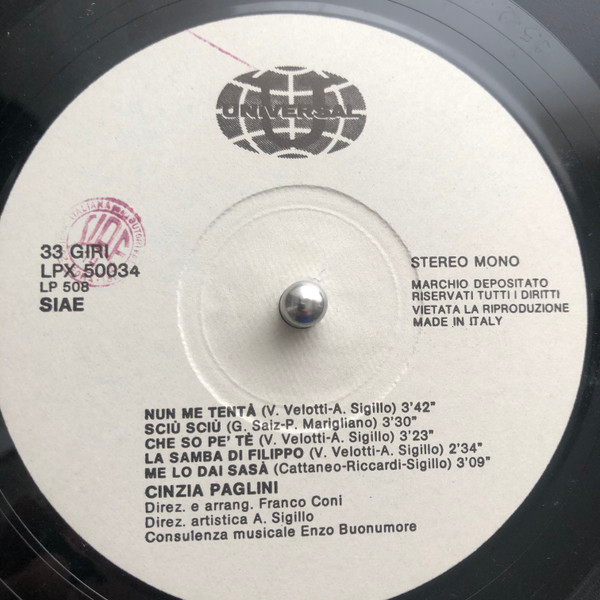 UNIVERSAL
33 GIRI
LPX 50034
LP 508
SIAE
STEREO MONO
MARCHIO DEPOSITATO
RISERVATI TUTTI I DIRITTI
VIETATA LA RIPRODUZIONE
MADE IN ITALY
NUN ME TENTÀ (V. Velotti-A. Sigillo) 3'42"
SCIÙ SCIÙ (G. Saiz-P. Marigliano) 3'30"
CHE SO PE' TÈ (V. Velotti-A. Sigillo) 3'23"
LA SAMBA DI FILIPPO (V. Velotti-A. Sigillo) 2'34"
ME LO DAI SASÀ (Cattaneo-Riccardi-Sigillo) 3'09"
CINZIA PAGLINI
Direz. e arrang. Franco Coni
Direz. artistica A. Sigillo
Consulenza musicale Enzo Buonumore